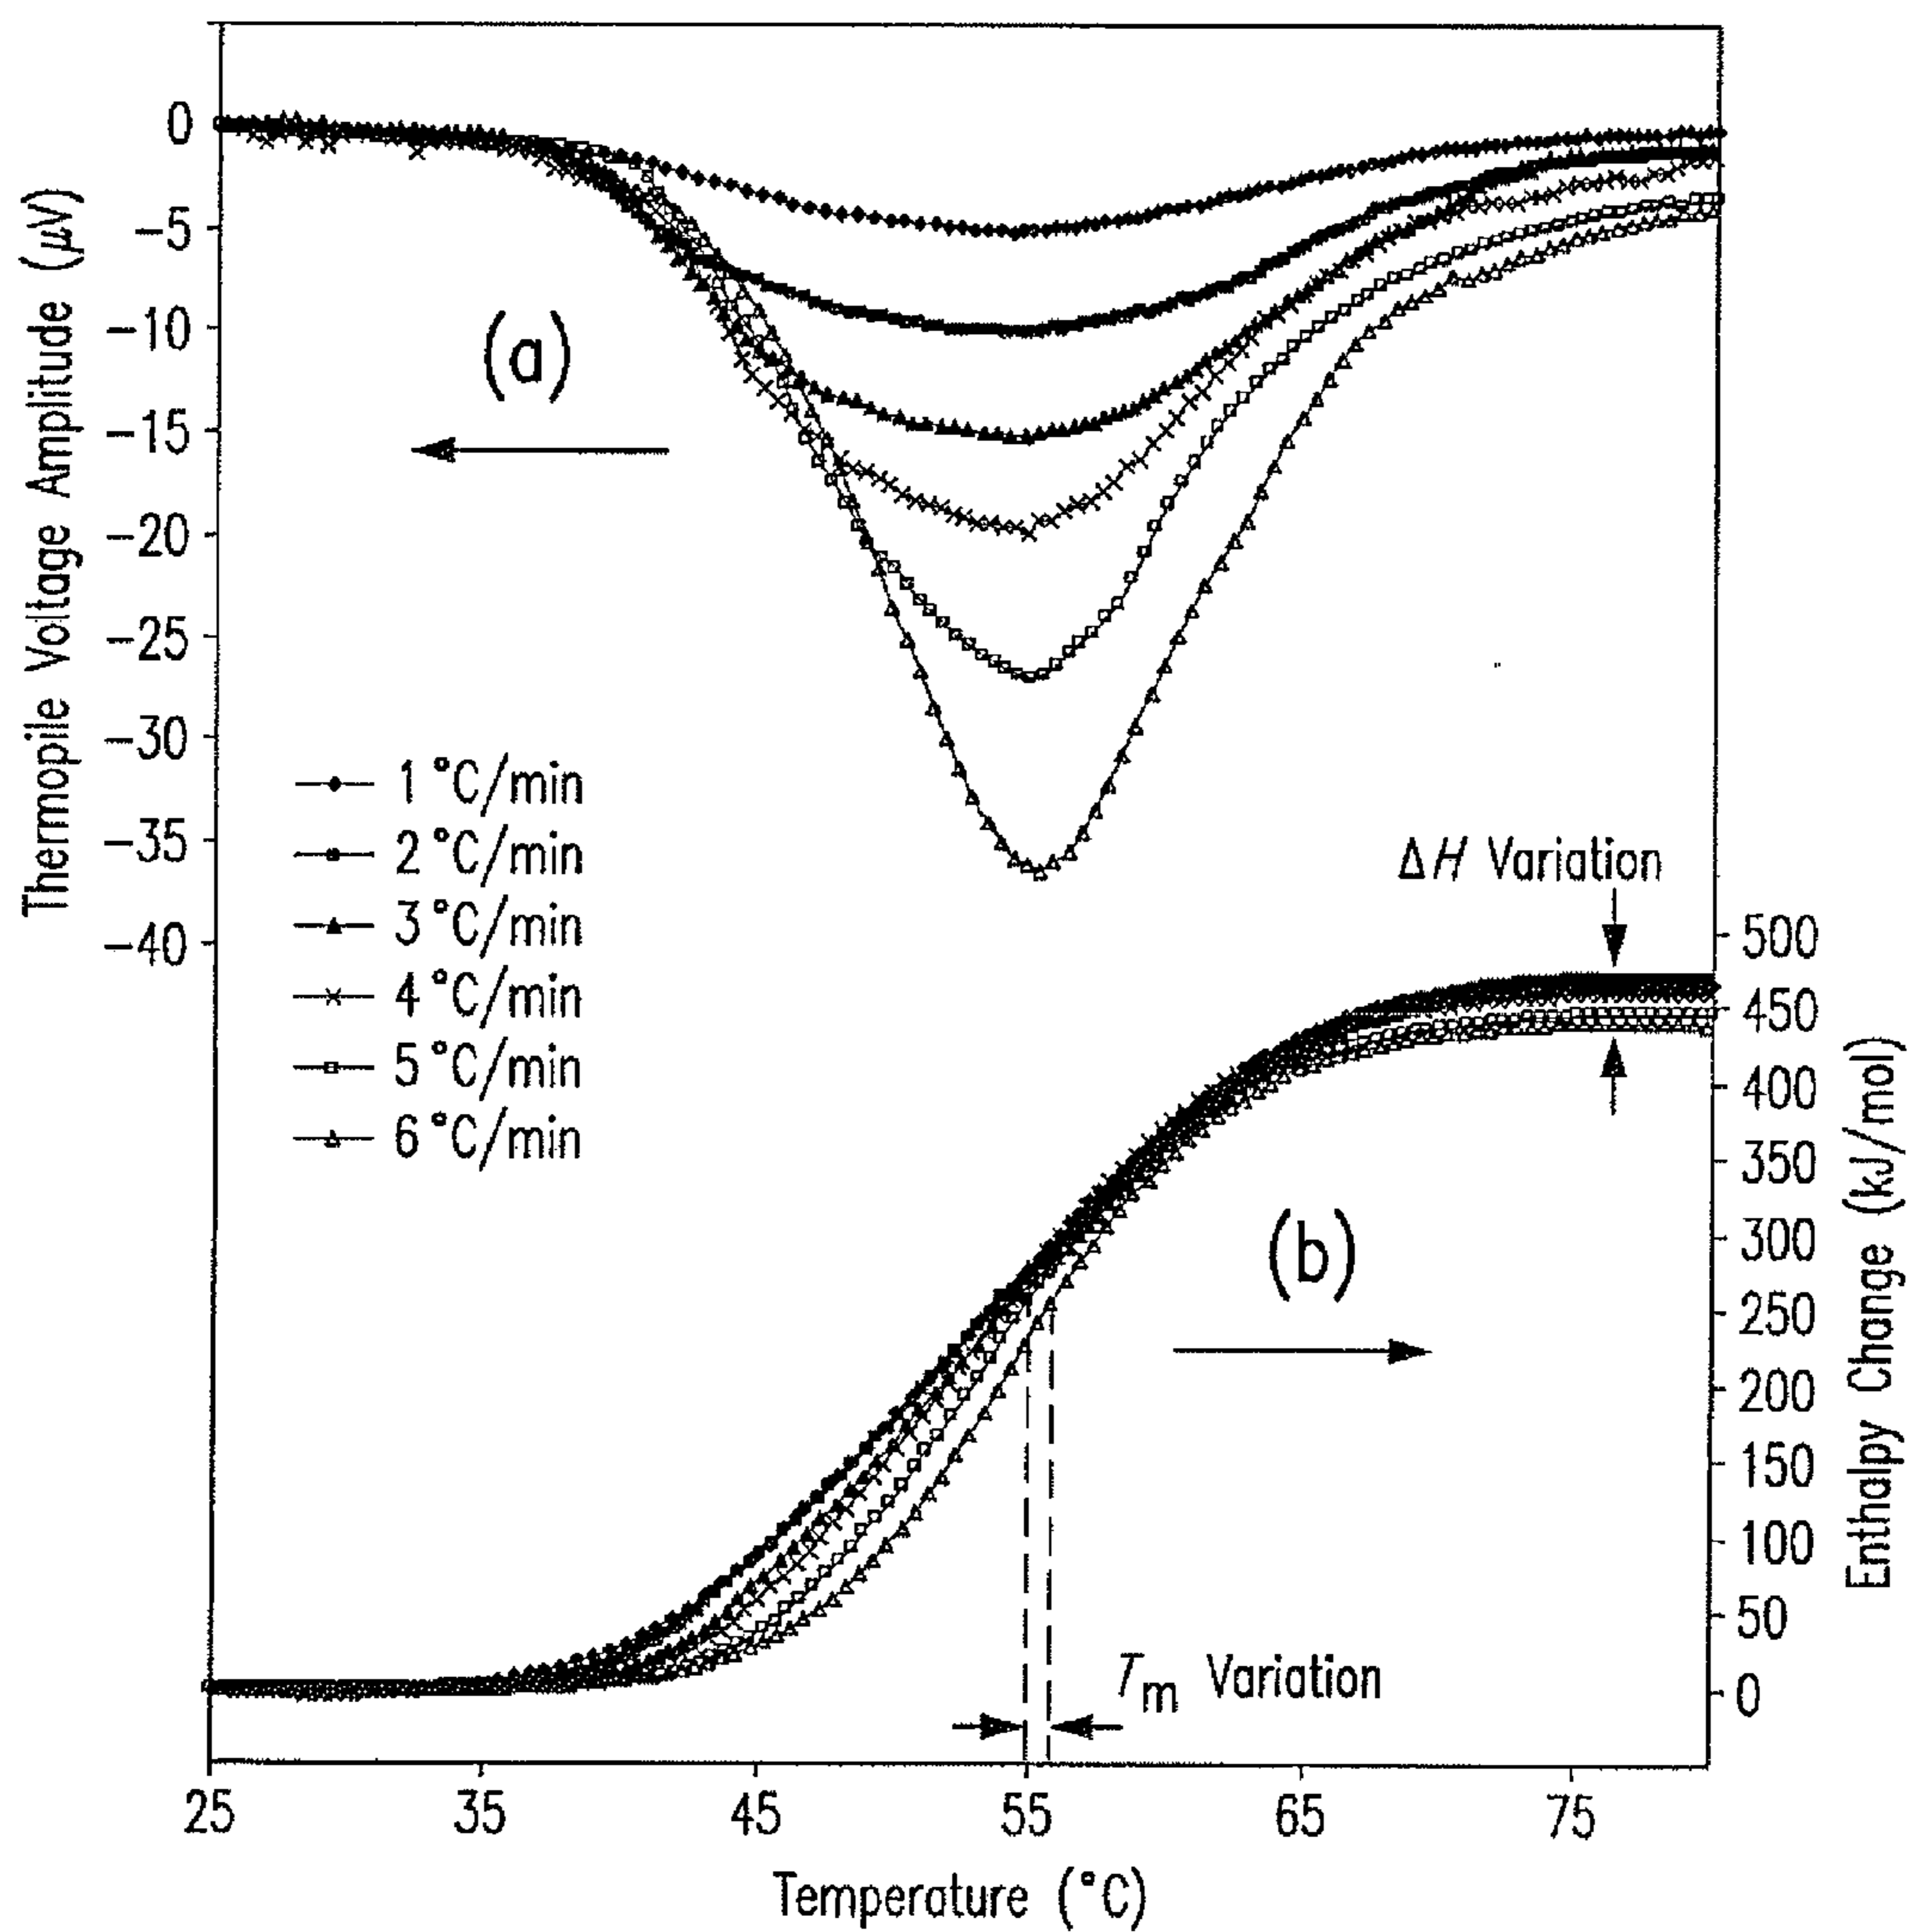 Thermopile Voltage Amplitude (μV)
0
−5
−10
−15
−20
−25
−30
−35
−40
(a)
1 °C/min
2 °C/min
3 °C/min
4 °C/min
5 °C/min
6 °C/min
ΔH Variation
500
450
400
350
300
250
200
150
100
50
0
Enthalpy Change (kJ/mol)
(b)
Tm Variation
25 35 45 55 65 75
Temperature (°C)